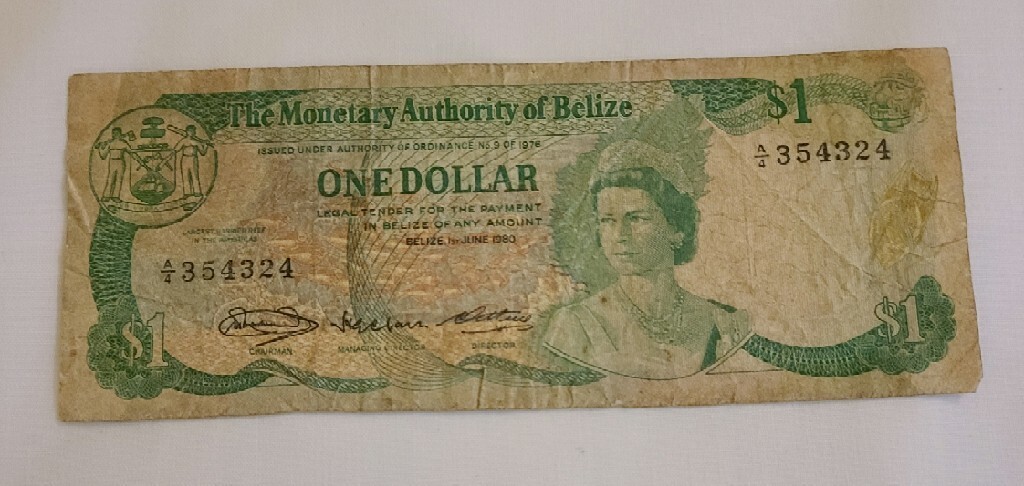 The Monetary Authority of Belize
$1
ISSUED UNDER AUTHORITY OF ORDINANCE No. 9 OF 1976
A/4 354324
ONE DOLLAR
LEGAL TENDER FOR THE PAYMENT
IN BELIZE OF ANY AMOUNT
BELIZE 1ST JUNE 1980
A/4 354324
$1
CHAIRMAN
MANAGING DIRECTOR
DIRECTOR
$1